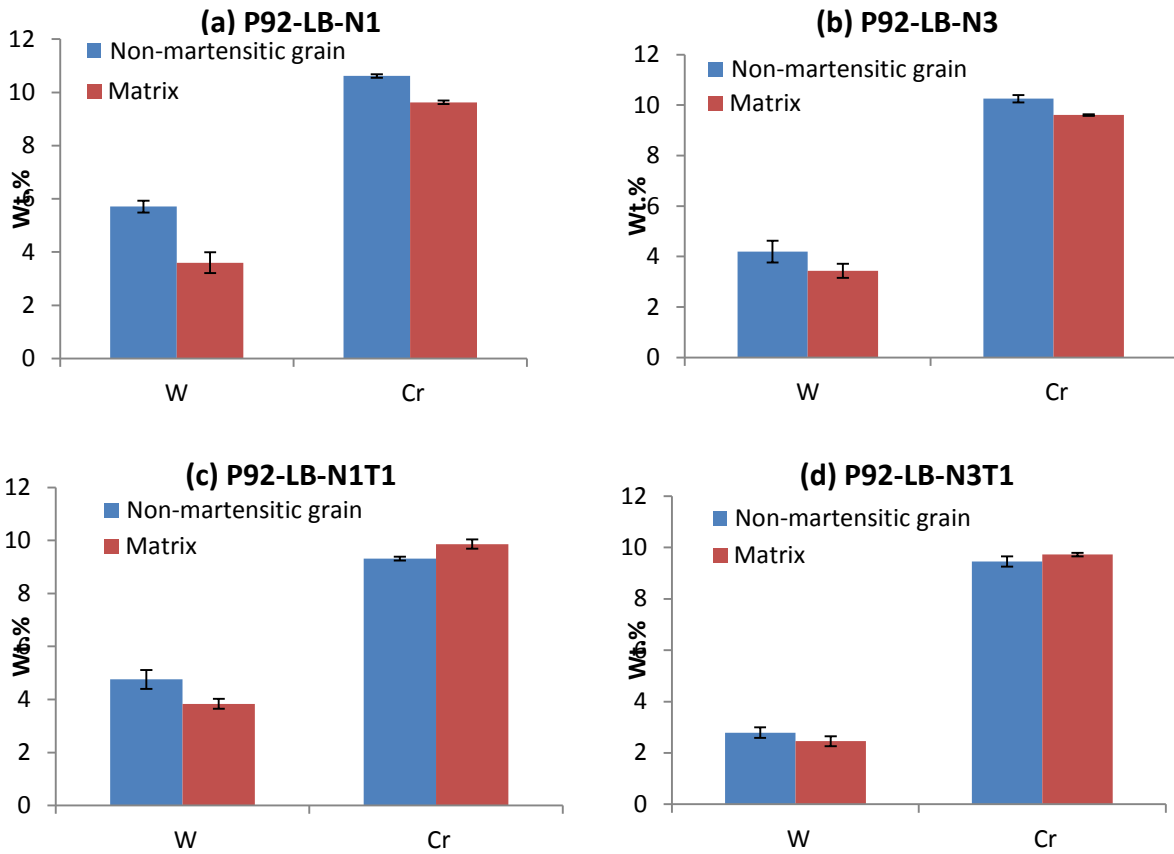 (a) P92-LB-N1
12
10
8
6
4
2
0
Wt.%
Non-martensitic grain
Matrix
W
Cr
(b) P92-LB-N3
12
10
8
6
4
2
0
Wt.%
Non-martensitic grain
Matrix
W
Cr
(c) P92-LB-N1T1
12
10
8
6
4
2
0
Wt.%
Non-martensitic grain
Matrix
W
Cr
(d) P92-LB-N3T1
12
10
8
6
4
2
0
Wt.%
Non-martensitic grain
Matrix
W
Cr